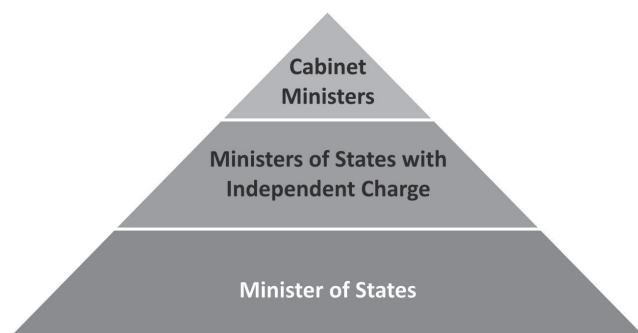 Cabinet
Ministers
Ministers of States with
Independent Charge
Minister of States